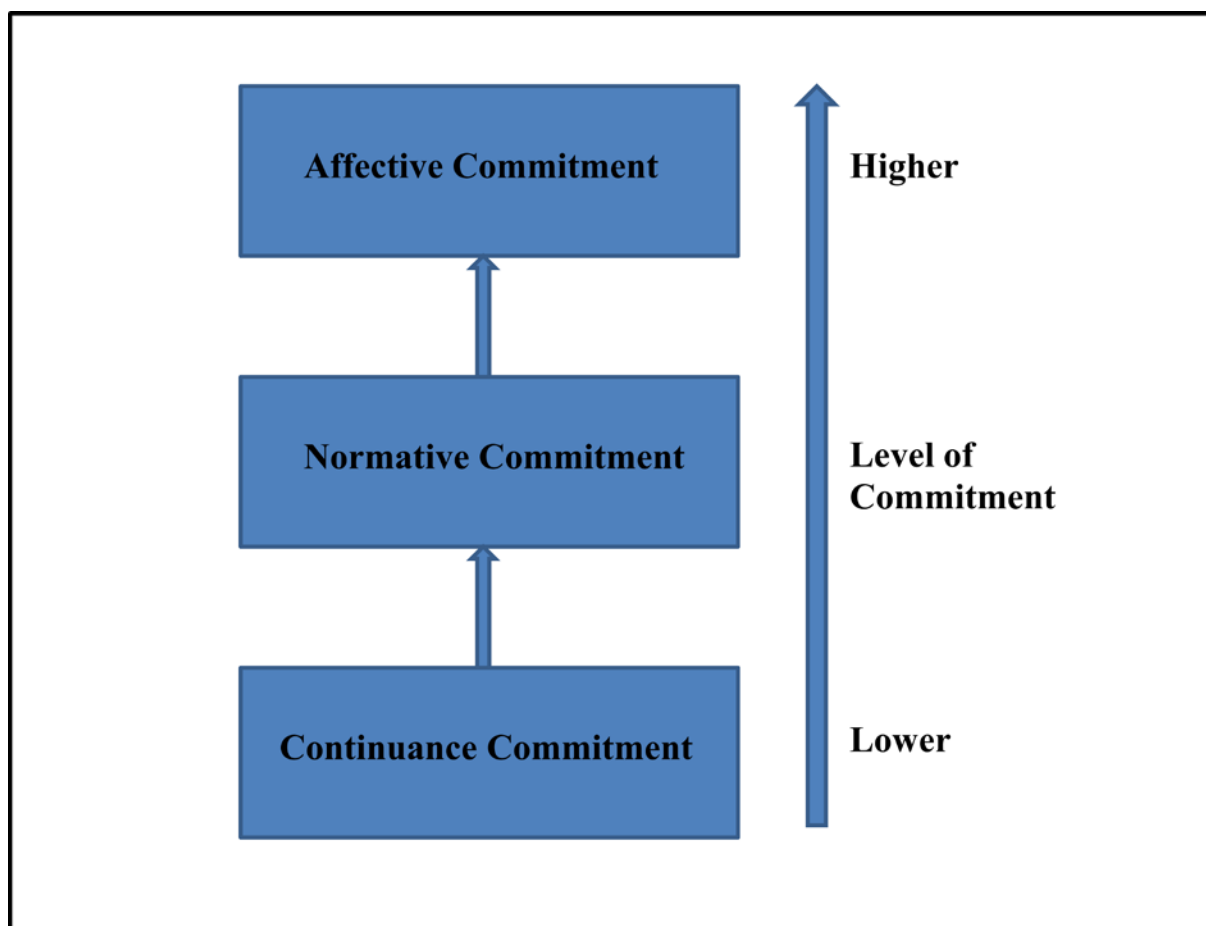 Affective Commitment
Higher
Normative Commitment
Level of
Commitment
Continuance Commitment
Lower